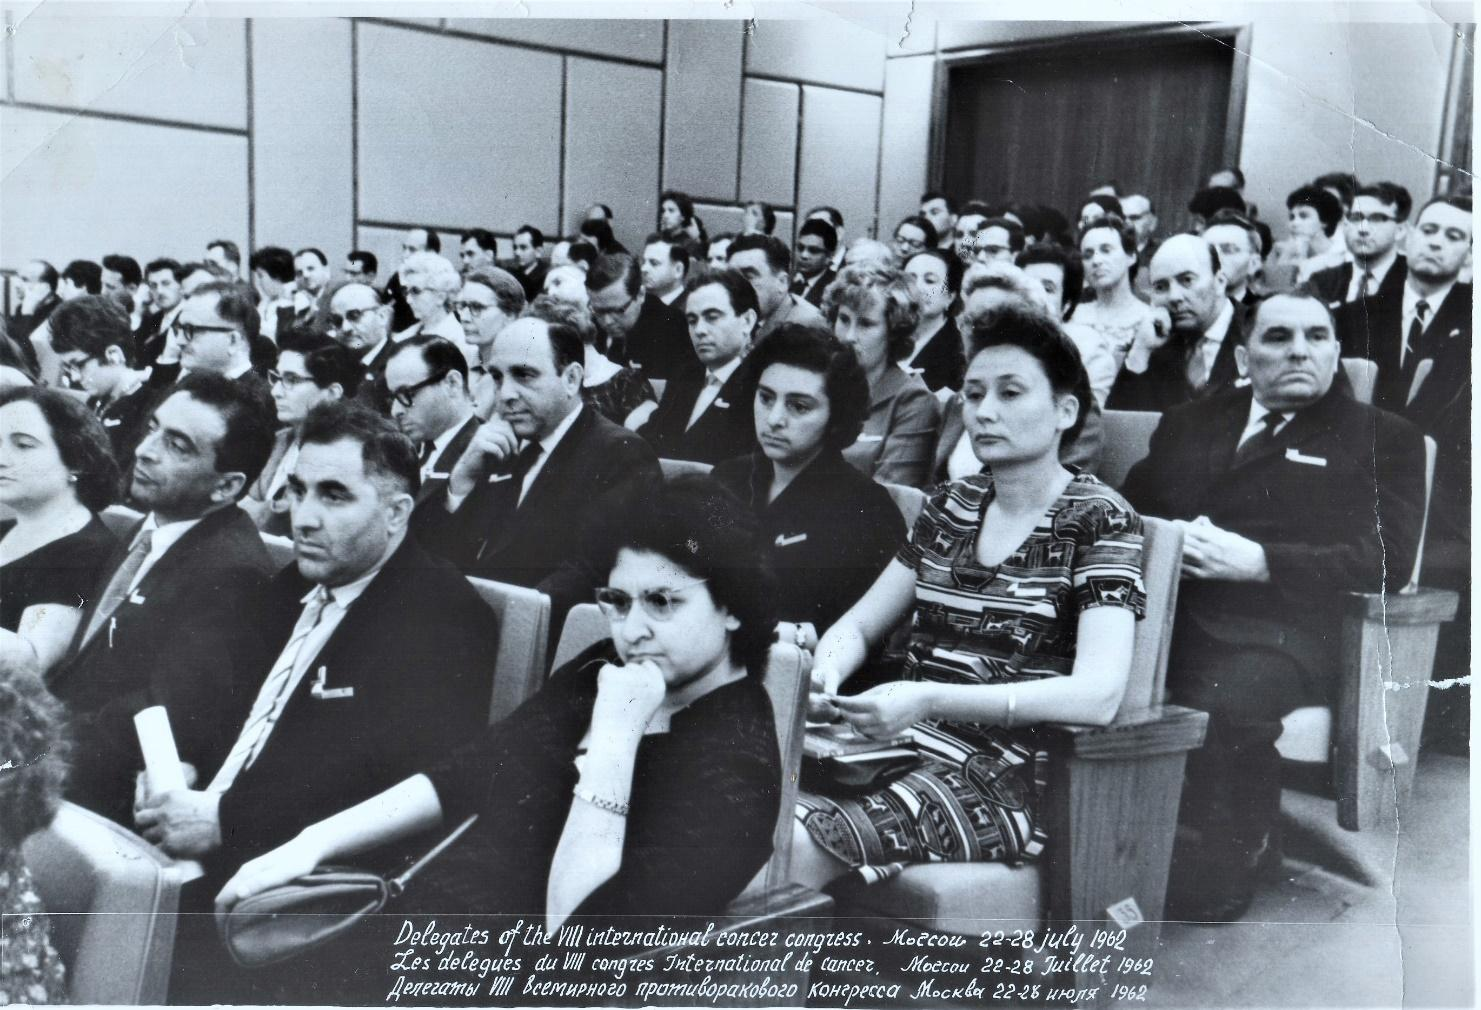 Delegates of the VIII international cancer congress. Moscow 22-28 july 1962
Les delegues du VIII congres International de cancer. Moscou 22-28 Juillet 1962
Делегаты VIII всемирного противоракового конгресса Москва 22-28 июля 1962